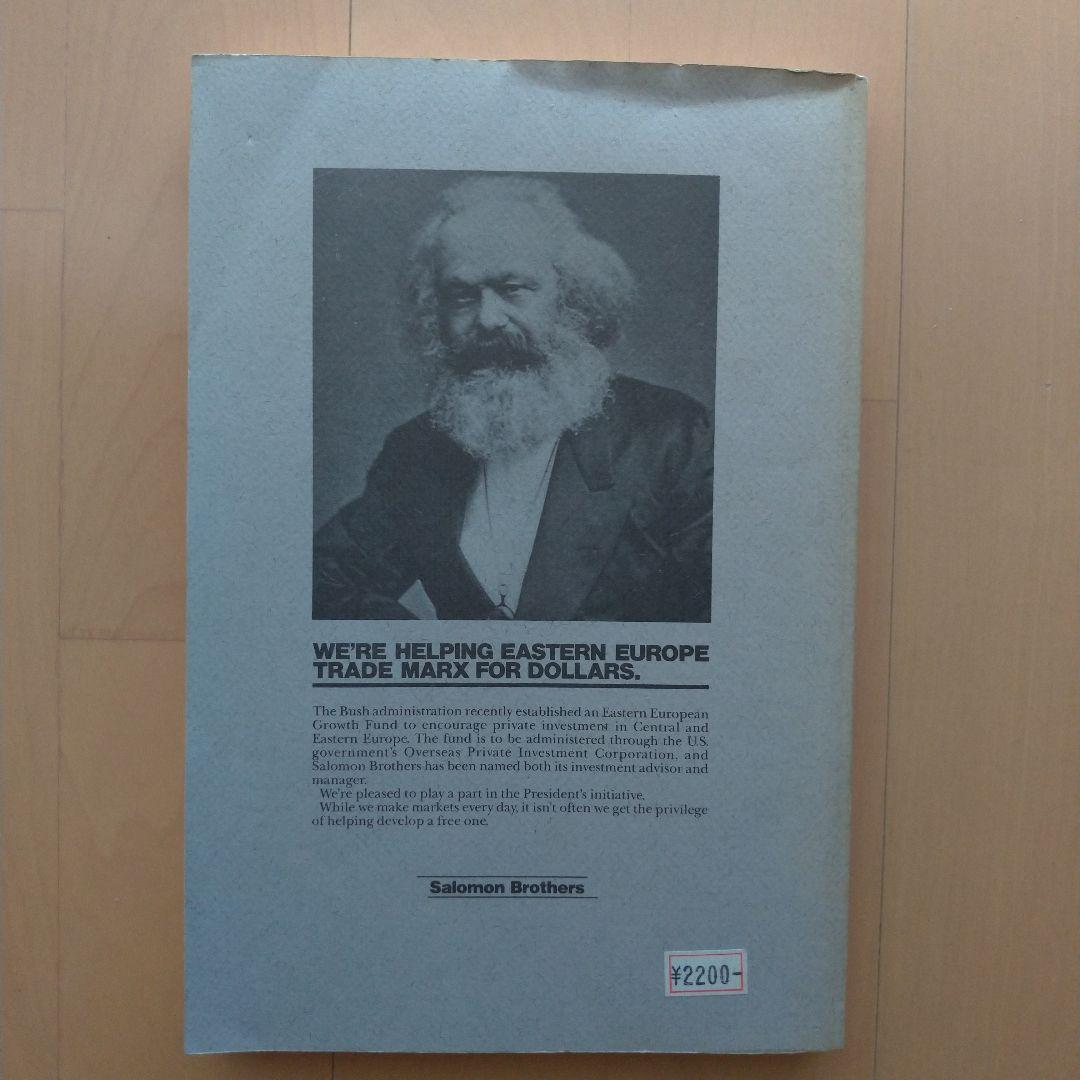 WE'RE HELPING EASTERN EUROPE
TRADE MARX FOR DOLLARS.
The Bush administration recently established an Eastern European
Growth Fund to encourage private investment in Central and
Eastern Europe. The fund is to be administered through the U.S.
government's Overseas Private Investment Corporation, and
Salomon Brothers has been named both its investment advisor and
manager.
We're pleased to play a part in the President's initiative.
While we make markets every day, it isn't often we get the privilege
of helping develop a free one.
Salomon Brothers
¥2200-